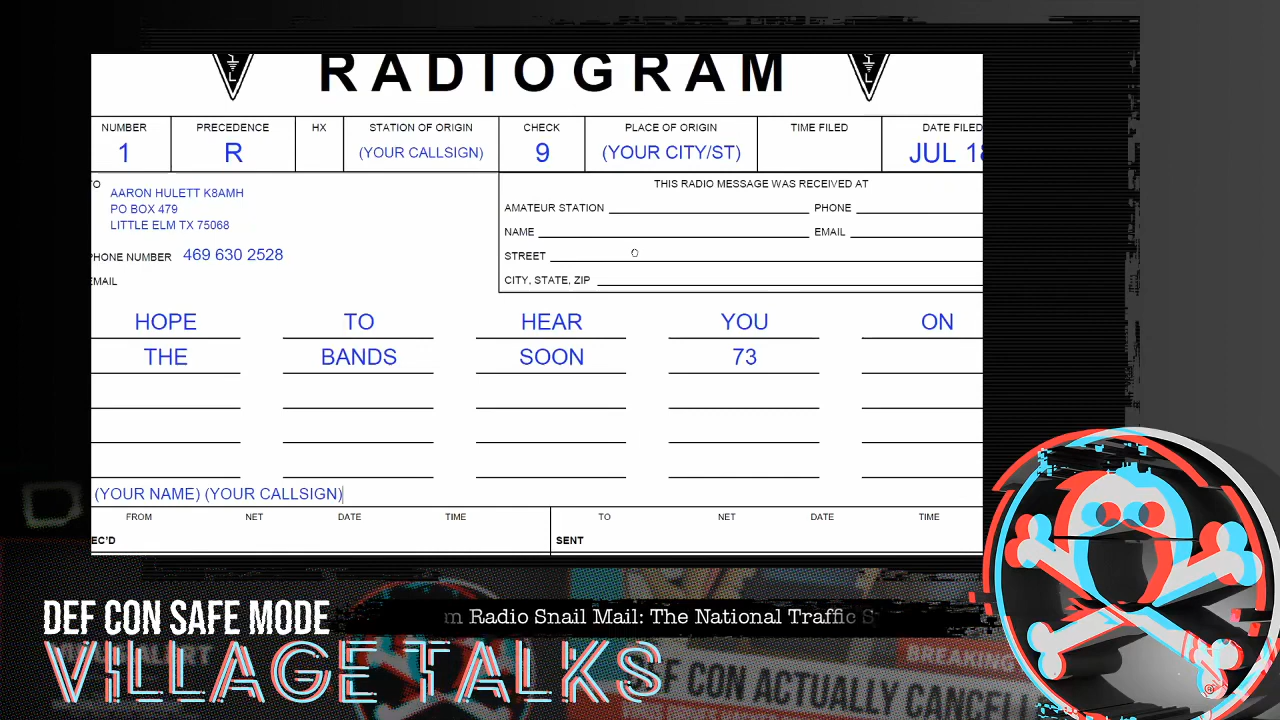 RADIOGRAM
NUMBER PRECEDENCE HX STATION OF ORIGIN CHECK PLACE OF ORIGIN TIME FILED DATE FILED
1 R (YOUR CALLSIGN) 9 (YOUR CITY/ST) JUL 18
THIS RADIO MESSAGE WAS RECEIVED AT
AARON HULETT K8AMH
PO BOX 479
LITTLE ELM TX 75068
AMATEUR STATION PHONE
NAME EMAIL
HONE NUMBER 469 630 2528
STREET
EMAIL
CITY, STATE, ZIP
HOPE TO HEAR YOU ON
THE BANDS SOON 73
(YOUR NAME) (YOUR CALLSIGN)
FROM NET DATE TIME TO NET DATE TIME
EC'D SENT
DEF CON SAFE MODE
VILLAGE TALKS
m Radio Snail Mail: The National Traffic S
BREAKING
DEF CON ACTUALLY CANCELL